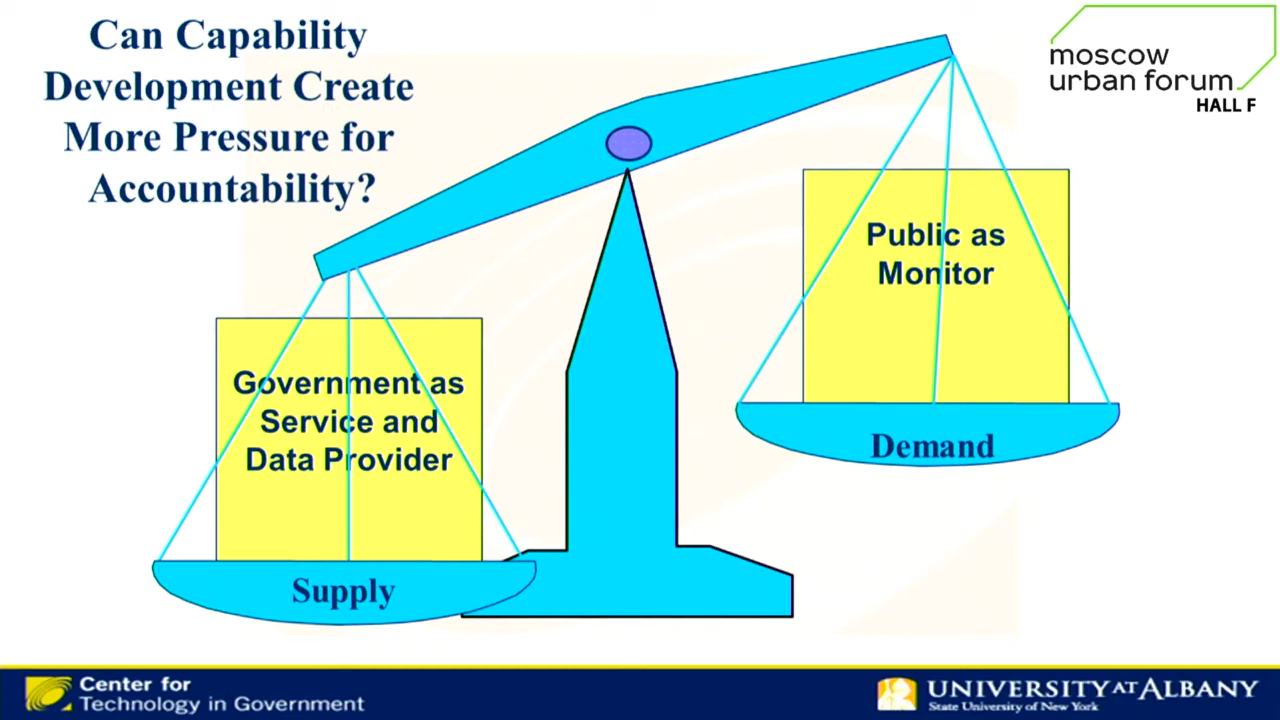 Can Capability
Development Create
More Pressure for
Accountability?
moscow
urban forum
HALL F
Public as
Monitor
Demand
Government as
Service and
Data Provider
Supply
Center for
Technology in Government
UNIVERSITY AT ALBANY
State University of New York